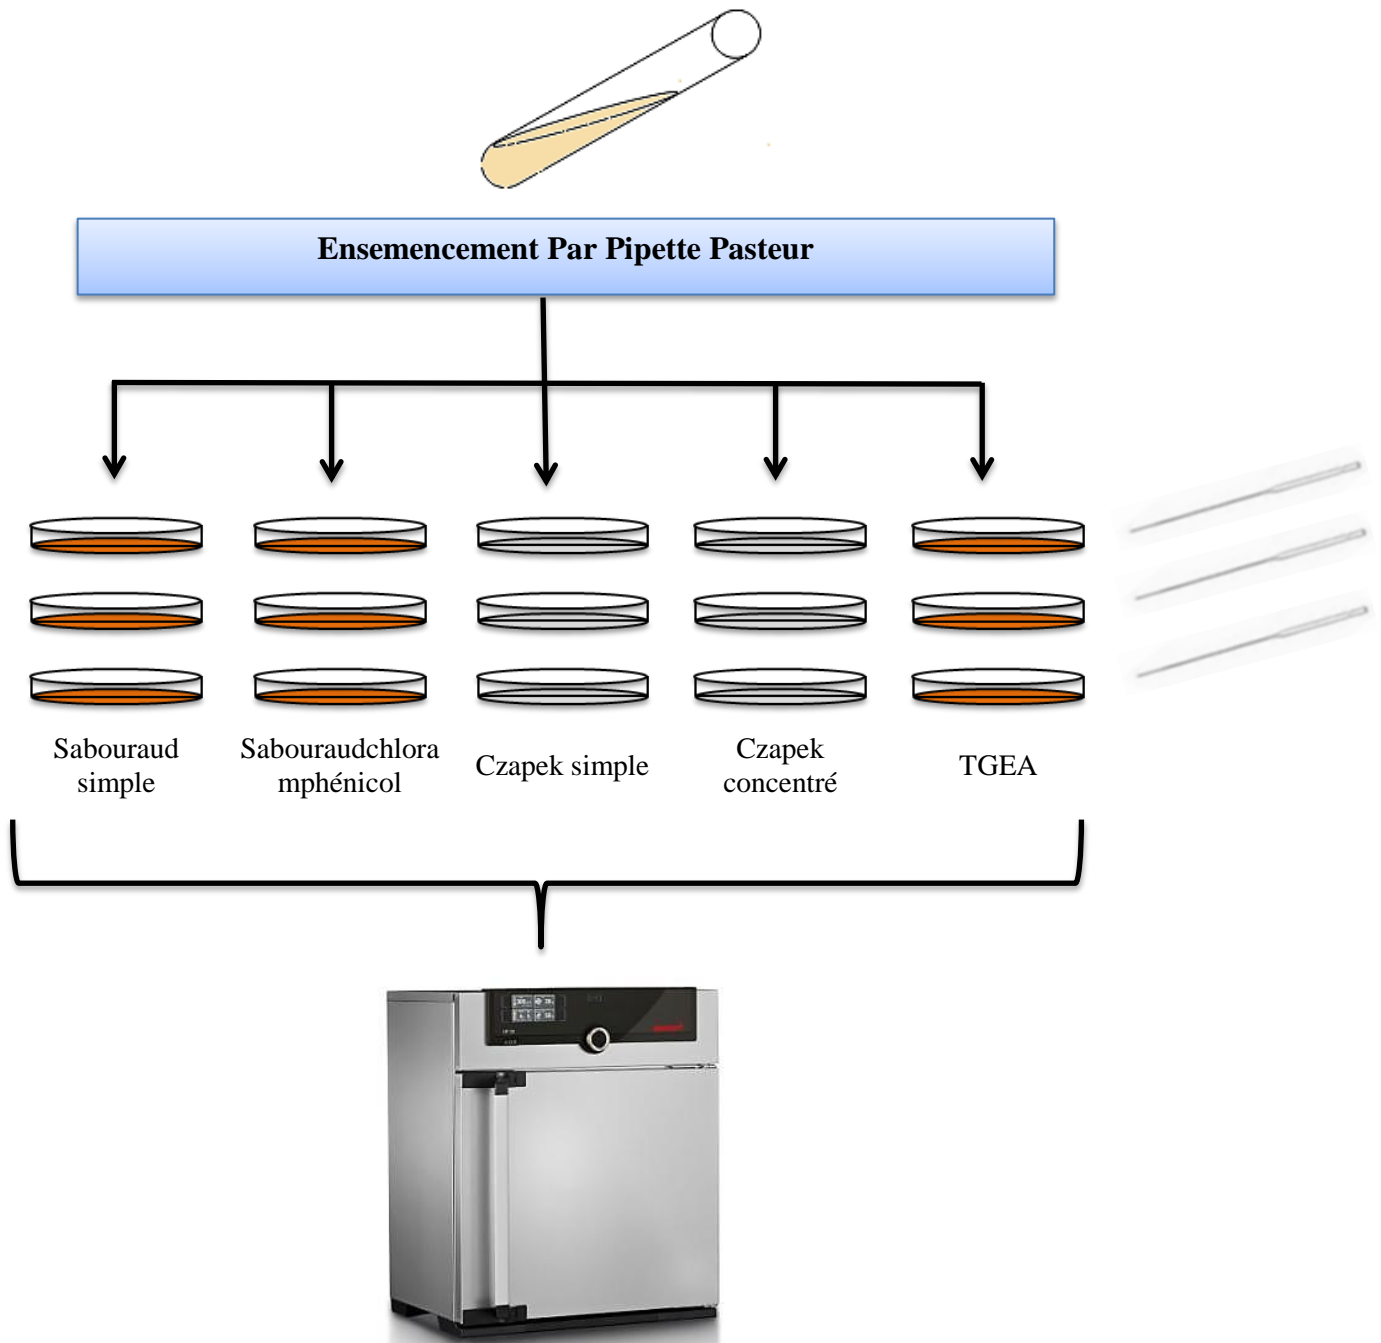 Ensemencement Par Pipette Pasteur
Sabouraud
simple
Sabouraudchlora
mphénicol
Czapek simple
Czapek
concentré
TGEA